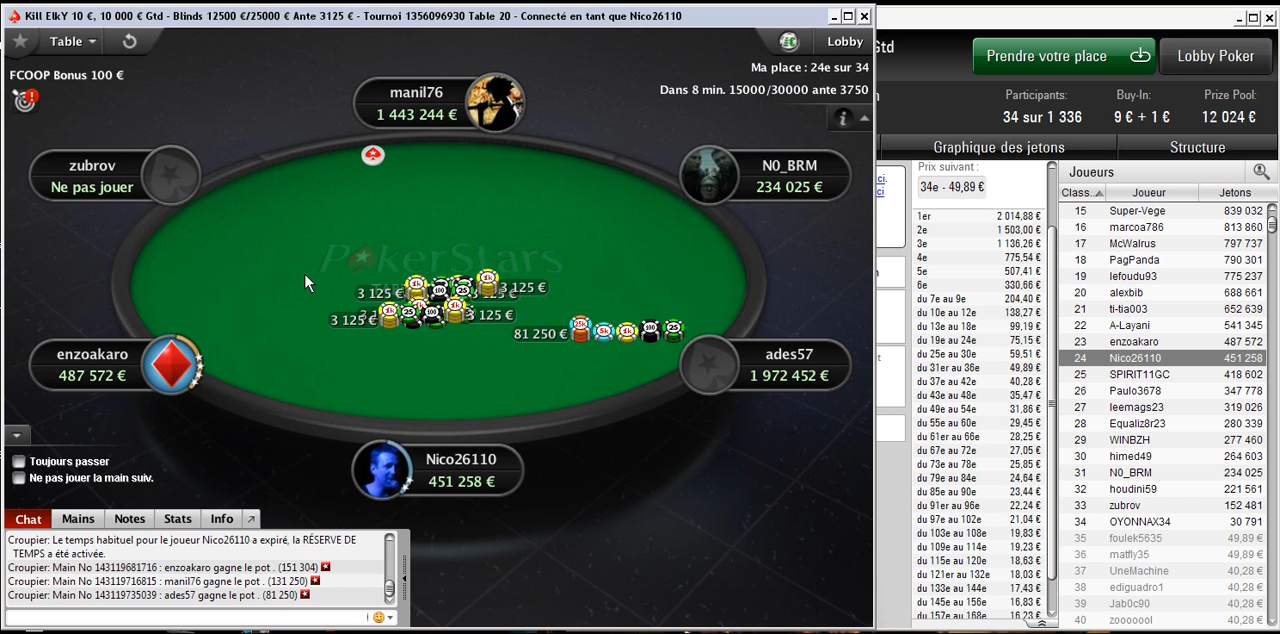 Kill ElkY 10 €, 10 000 € Gtd - Blinds 12500 €/25000 € Ante 3125 € - Tournoi 1356096930 Table 20 - Connecté en tant que Nico26110
Table
Lobby
FCOOP Bonus 100 €
Ma place : 24e sur 34
Dans 8 min. 15000/30000 ante 3750
manil76
1 443 244 €
zubrov
Ne pas jouer
N0_BRM
234 025 €
PokerStars
3 125 €
3 125 €
3 125 €
3 125 €
81 250 €
enzoakaro
487 572 €
ades57
1 972 452 €
Nico26110
451 258 €
Toujours passer
Ne pas jouer la main suiv.
Chat
Mains
Notes
Stats
Info
Croupier: Le temps habituel pour le joueur Nico26110 a expiré, la RÉSERVE DE
TEMPS a été activée.
Croupier: Main No 143119681716 : enzoakaro gagne le pot . (151 304)
Croupier: Main No 143119716815 : manil76 gagne le pot . (131 250)
Croupier: Main No 143119735039 : ades57 gagne le pot . (81 250)
Gtd
Prendre votre place
Lobby Poker
Participants:
Buy-In:
Prize Pool:
34 sur 1 336
9 € + 1 €
12 024 €
Graphique des jetons
Structure
Prix suivant :
34e - 49,89 €
1er 2 014,88 €
2e 1 503,00 €
3e 1 136,26 €
4e 775,54 €
5e 507,41 €
6e 330,66 €
du 7e au 9e 204,40 €
du 10e au 12e 138,27 €
du 13e au 18e 99,19 €
du 19e au 24e 75,15 €
du 25e au 30e 59,51 €
du 31er au 36e 49,89 €
du 37e au 42e 40,28 €
du 43e au 48e 35,47 €
du 49e au 54e 31,86 €
du 55e au 60e 29,45 €
du 61er au 66e 28,25 €
du 67e au 72e 27,05 €
du 73e au 78e 25,85 €
du 79e au 84e 24,64 €
du 85e au 90e 23,44 €
du 91er au 96e 22,24 €
du 97e au 102e 21,04 €
du 103e au 108e 19,83 €
du 109e au 114e 19,23 €
du 115e au 120e 18,63 €
du 121er au 132e 18,03 €
du 133e au 144e 17,43 €
du 145e au 156e 16,83 €
du 157e au 168e 16,23 €
Joueurs
Class...
Joueur
Jetons
15 Super-Vege 839 032
16 marcoa786 813 860
17 McWalrus 797 737
18 PagPanda 790 301
19 lefoudu93 775 237
20 alexbib 688 661
21 ti-tia003 652 639
22 A-Layani 541 345
23 enzoakaro 487 572
24 Nico26110 451 258
25 SPIRIT11GC 418 602
26 Paulo3678 347 778
27 leemags23 319 026
28 Equaliz8r23 280 339
29 WINBZH 277 460
30 himed49 264 603
31 N0_BRM 234 025
32 houdini59 221 561
33 zubrov 152 481
34 OYONNAX34 30 791
35 foulek5635 49,89 €
36 matfly35 49,89 €
37 UneMachine 40,28 €
38 ediguadro1 40,28 €
39 Jab0c90 40,28 €
40 zooooool 40,28 €